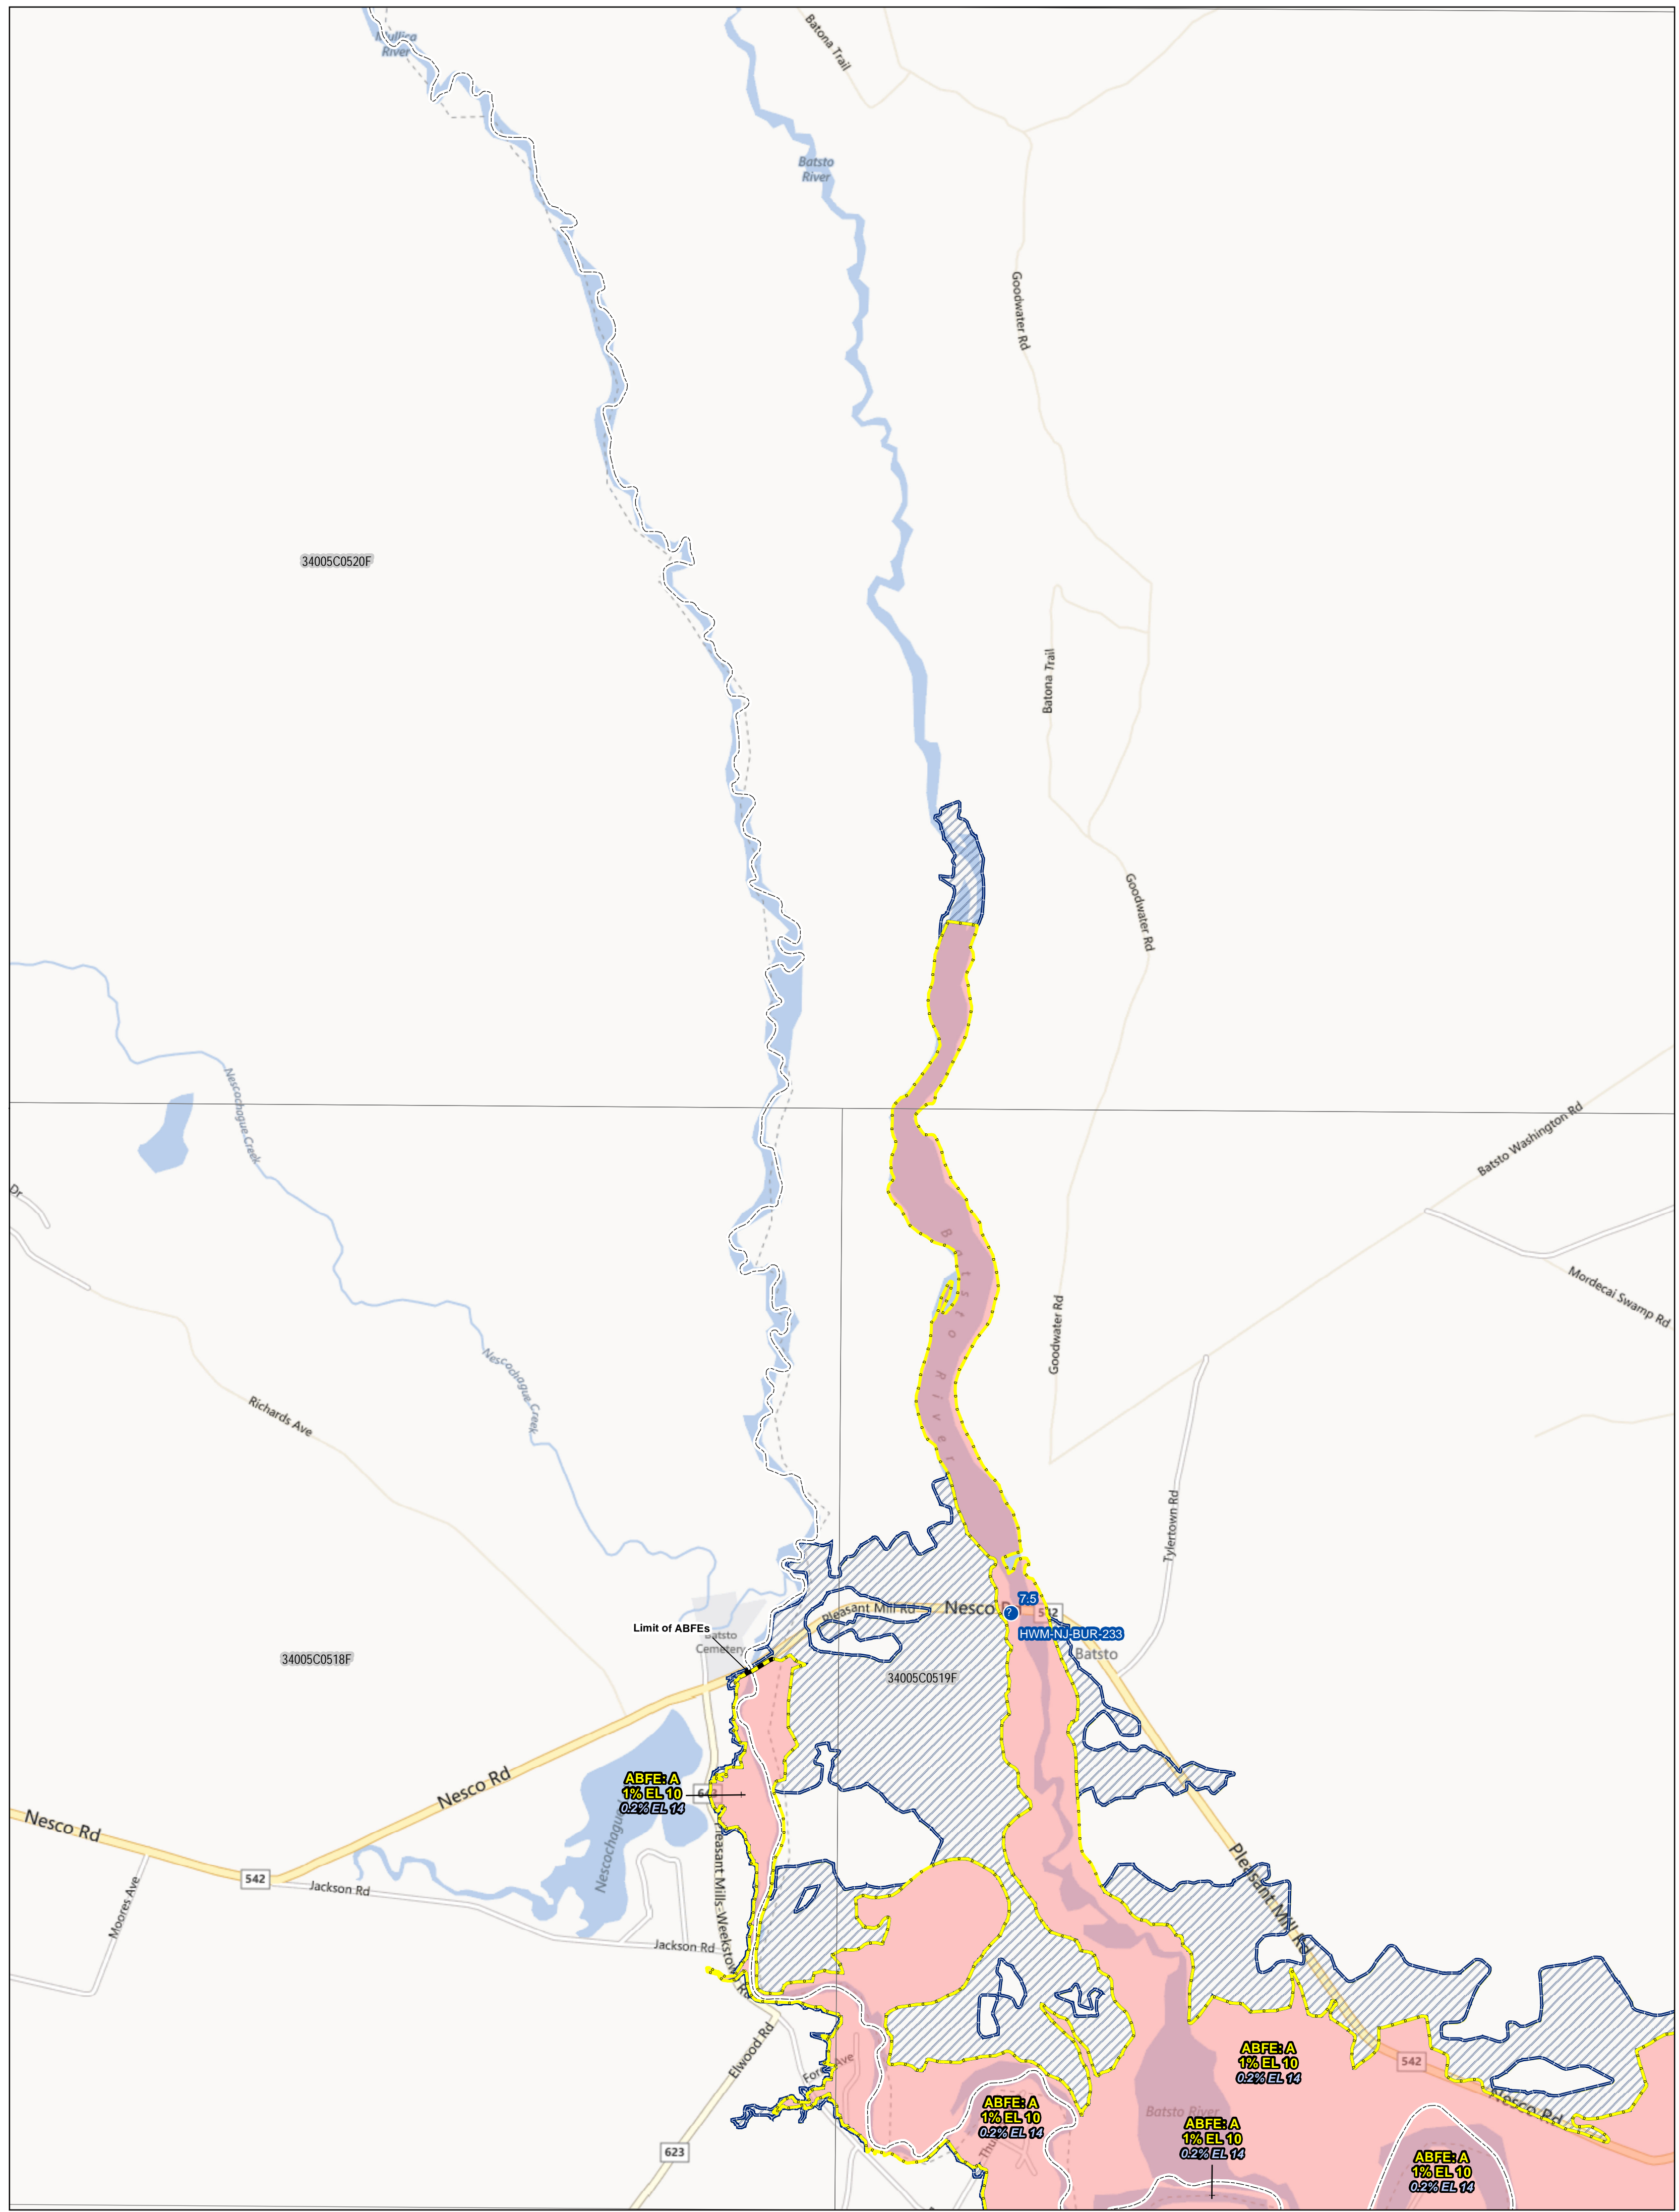 Mullica
River
Batona Trail
Batsto
River
Goodwater Rd
34005C0520F
Batona Trail
Goodwater Rd
Nescochague Creek
Batsto Washington Rd
Dr
Batsto River
Mordecai Swamp Rd
Goodwater Rd
Nescochague Creek
Richards Ave
Tylertown Rd
7.5
Pleasant Mill Rd
Nesco
?
HWM-NJ-BUR-233
Limit of ABFEs
Batsto
Cemetery
Batsto
34005C0518F
34005C0519F
ABFE: A
1% EL 10
0.2% EL 14
Nesco Rd
Nesco Rd
Nescochague
Pleasant Mills-Weekstown Rd
Pleasant Mill Rd
542
Jackson Rd
Moores Ave
Jackson Rd
Elwood Rd
ABFE: A
1% EL 10
0.2% EL 14
542
Nesco Rd
ABFE: A
1% EL 10
0.2% EL 14
Batsto River
ABFE: A
1% EL 10
0.2% EL 14
623
ABFE: A
1% EL 10
0.2% EL 14